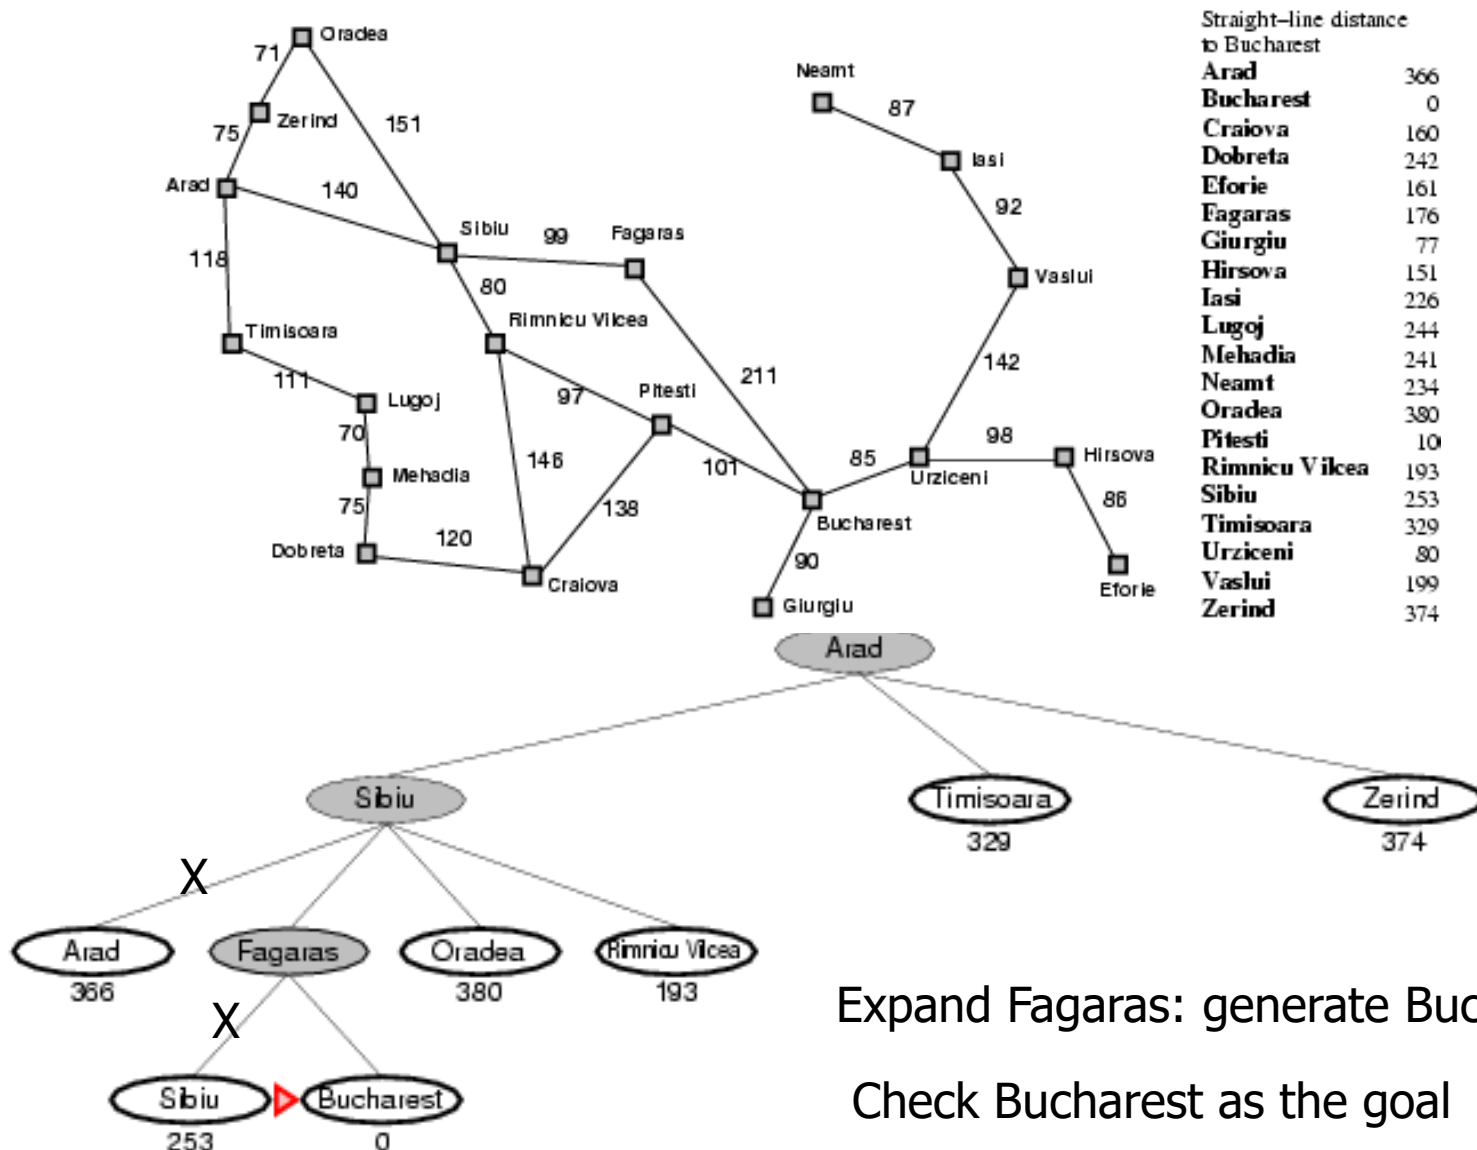 Oradea
71
Neamt
87
Zerind
151
75
Iasi
Arad
140
92
Sibiu
99
Fagaras
118
80
Vaslui
Rimnicu Vilcea
Timisoara
142
111
211
Pitesti
97
Lugoj
70
98
146
85
Hirsova
101
Mehadia
Urziceni
75
138
86
Bucharest
120
Dobreta
90
Craiova
Eforie
Giurgiu
Straight-line distance
to Bucharest
Arad 366
Bucharest 0
Craiova 160
Dobreta 242
Eforie 161
Fagaras 176
Giurgiu 77
Hirsova 151
Iasi 226
Lugoj 244
Mehadia 241
Neamt 234
Oradea 380
Pitesti 10
Rimnicu Vilcea 193
Sibiu 253
Timisoara 329
Urziceni 80
Vaslui 199
Zerind 374
Arad
Sibiu
Timisoara
Zerind
329
374
X
Arad
Fagaras
Oradea
Rimnicu Vilcea
366
380
193
X
Expand Fagaras: generate Buc
Sibiu
Bucharest
253
0
Check Bucharest as the goal